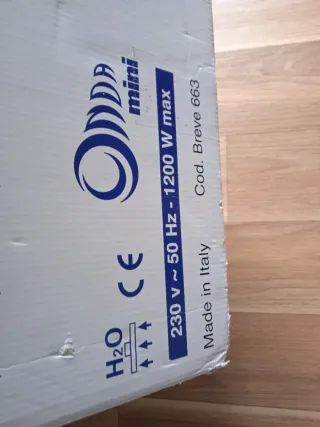 ONDA
mini
H2O
CE
230 v ~ 50 Hz - 1200 W max
Made in Italy
Cod. Breve 663